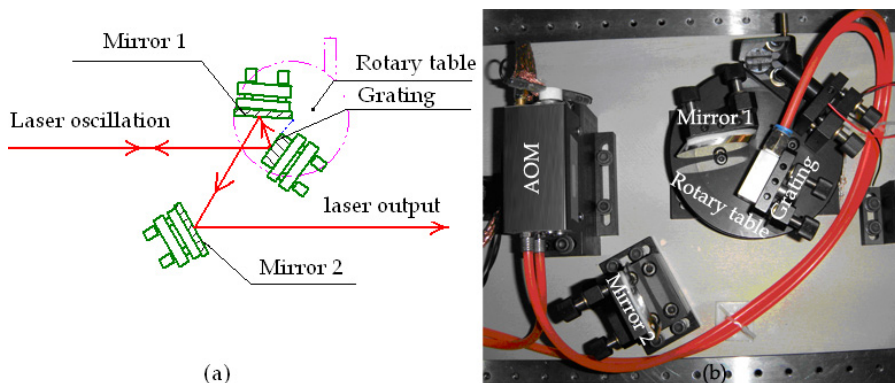 Mirror 1
Rotary table
Grating
Laser oscillation
laser output
Mirror 2
(a)
AOM
Mirror 1
Rotary table
Grating
Mirror 2
(b)